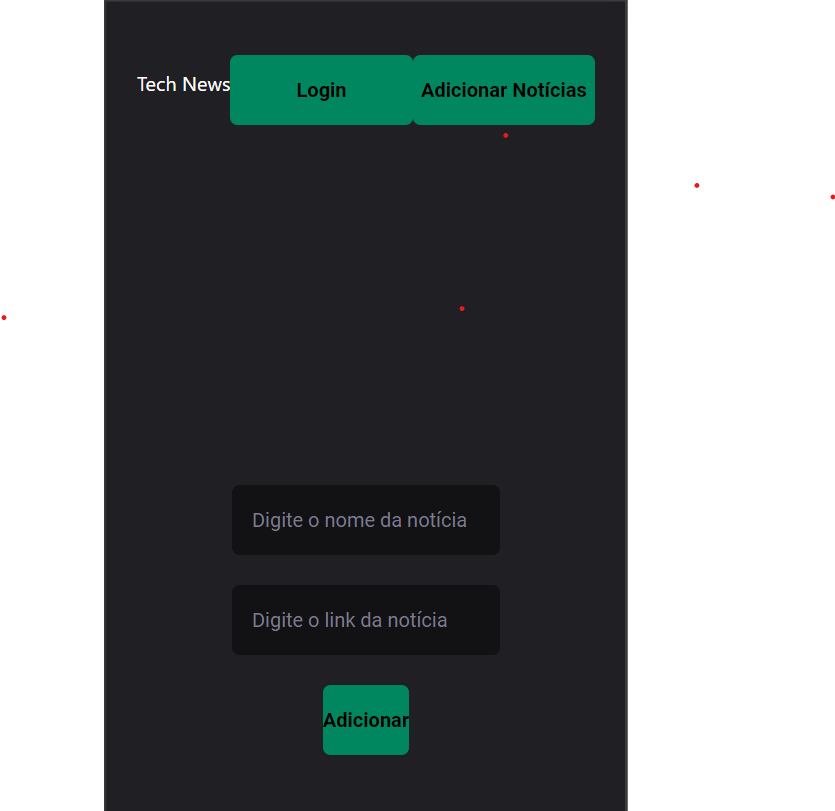 Tech News
Login
Adicionar Notícias
Digite o nome da notícia
Digite o link da notícia
Adicionar